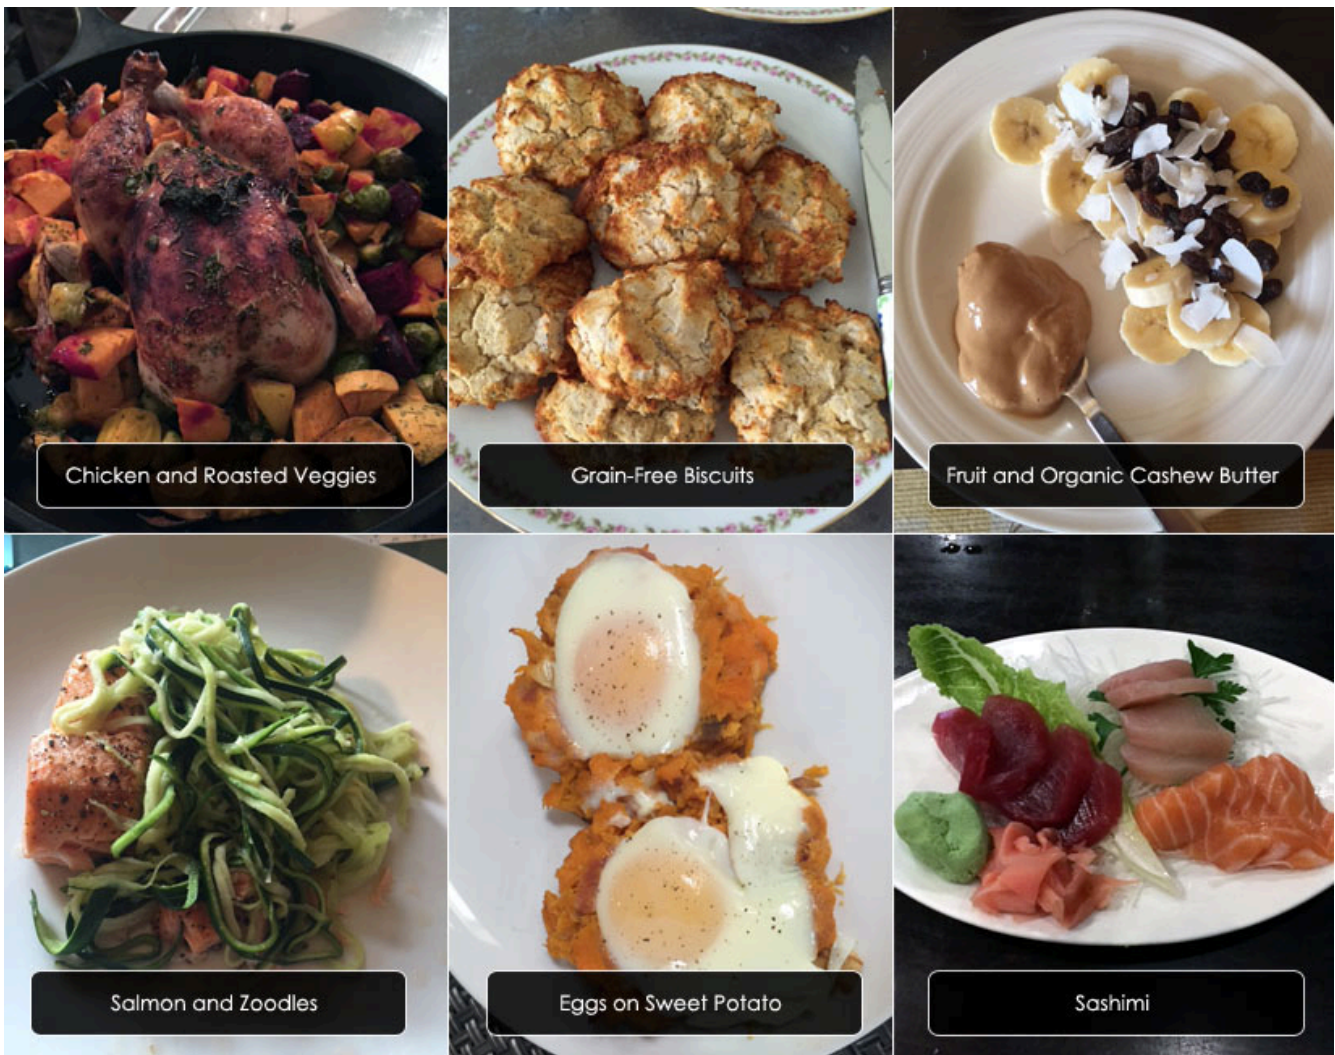 Chicken and Roasted Veggies
Grain-Free Biscuits
Fruit and Organic Cashew Butter
Salmon and Zoodles
Eggs on Sweet Potato
Sashimi